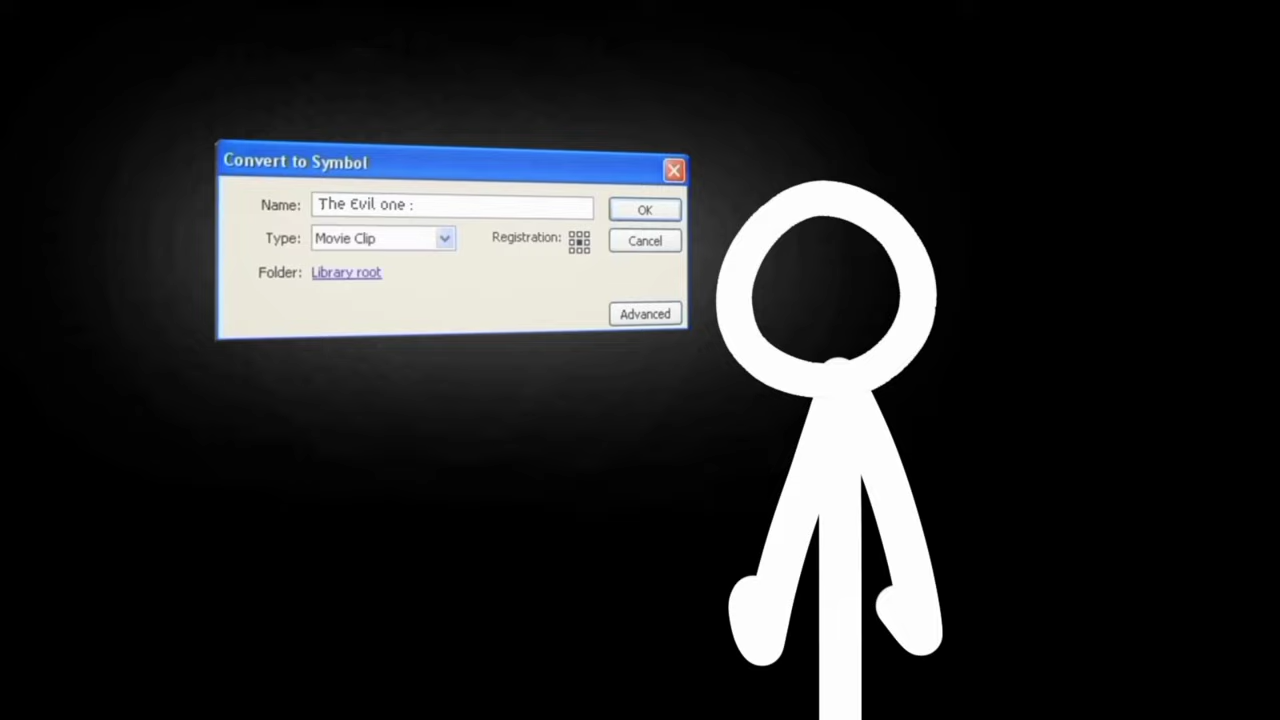 Convert to Symbol
Name: The Evil one : OK
Type: Movie Clip Registration: Cancel
Folder: Library root
Advanced